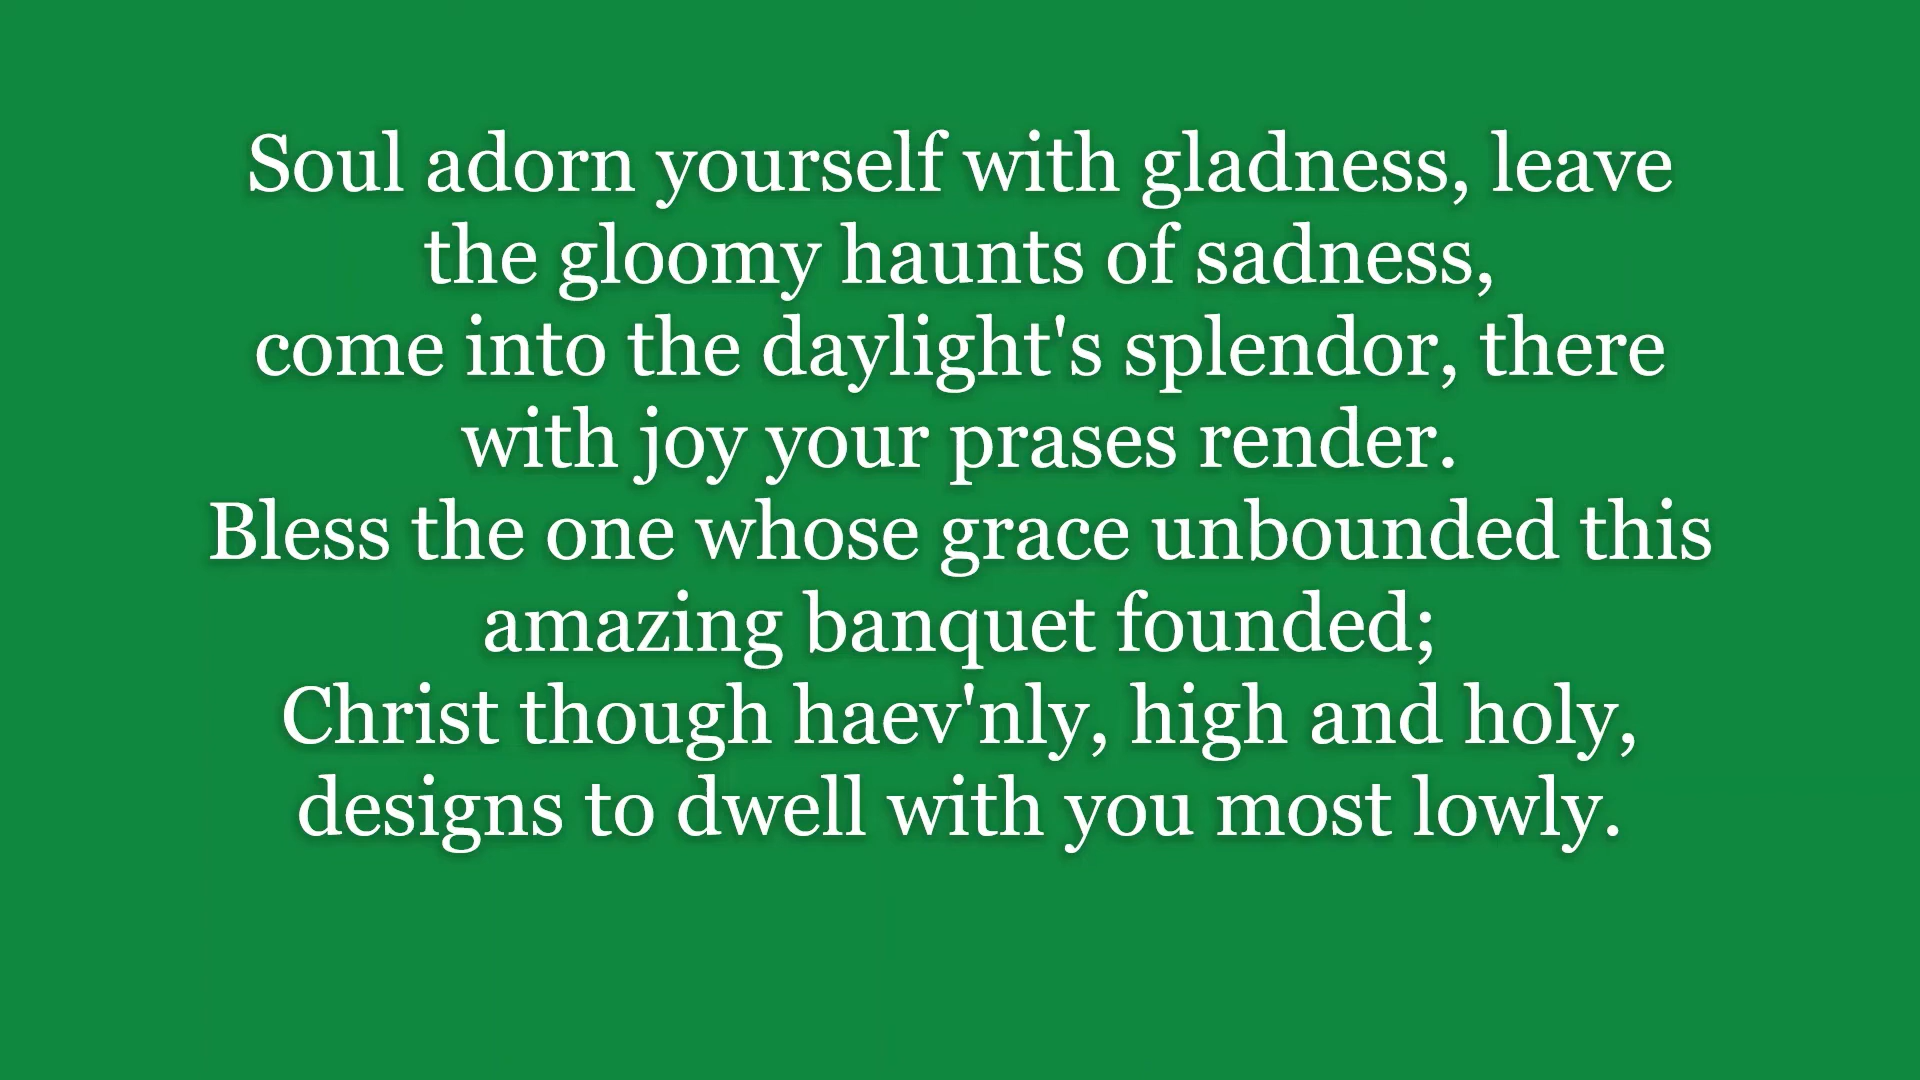 Soul adorn yourself with gladness, leave
the gloomy haunts of sadness,
come into the daylight's splendor, there
with joy your prases render.
Bless the one whose grace unbounded this
amazing banquet founded;
Christ though haev'nly, high and holy,
designs to dwell with you most lowly.